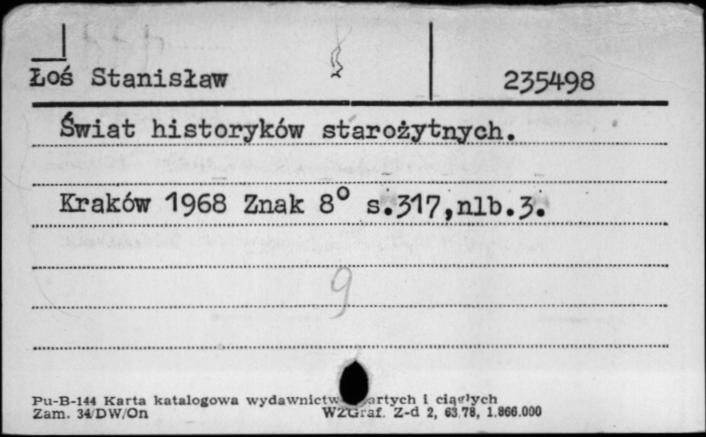 Łoś Stanisław 235498
Świat historyków starożytnych.
Kraków 1968 Znak 8° s.317,nlb.3.
9
Pu-B-144 Karta katalogowa wydawnictw i ciągłych
Zam. 34/DW/On WZGraf. Z-d 2, 63.78, 1.866.000